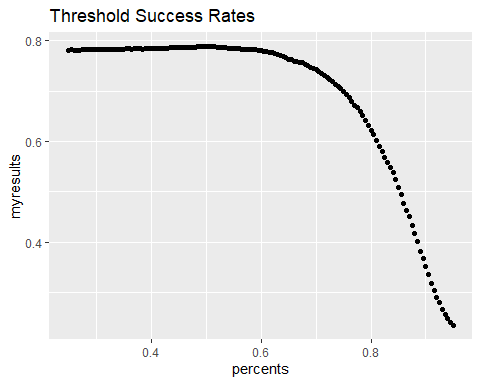 Threshold Success Rates
0.8
0.6
0.4
myresults
0.4 0.6 0.8
percents